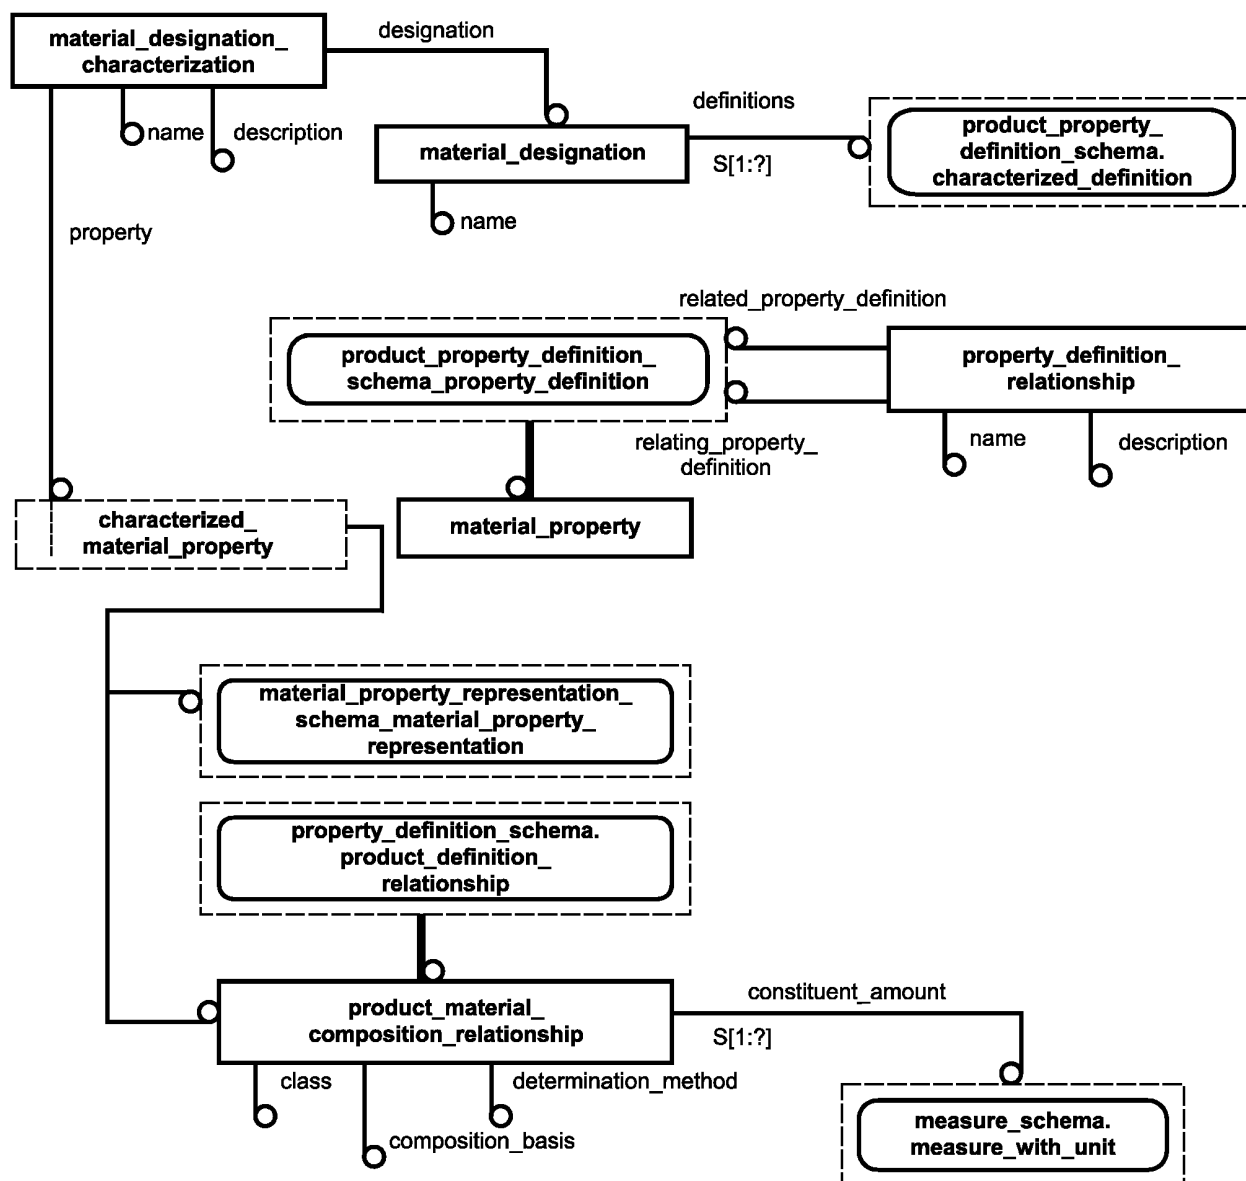 material_designation_
characterization
designation
name
description
material_designation
definitions
S[1:?]
product_property_
definition_schema.
characterized_definition
name
property
related_property_definition
product_property_definition_
schema_property_definition
property_definition_
relationship
relating_property_
definition
name
description
characterized_
material_property
material_property
material_property_representation_
schema_material_property_
representation
property_definition_schema.
product_definition_
relationship
product_material_
composition_relationship
constituent_amount
S[1:?]
class
determination_method
composition_basis
measure_schema.
measure_with_unit